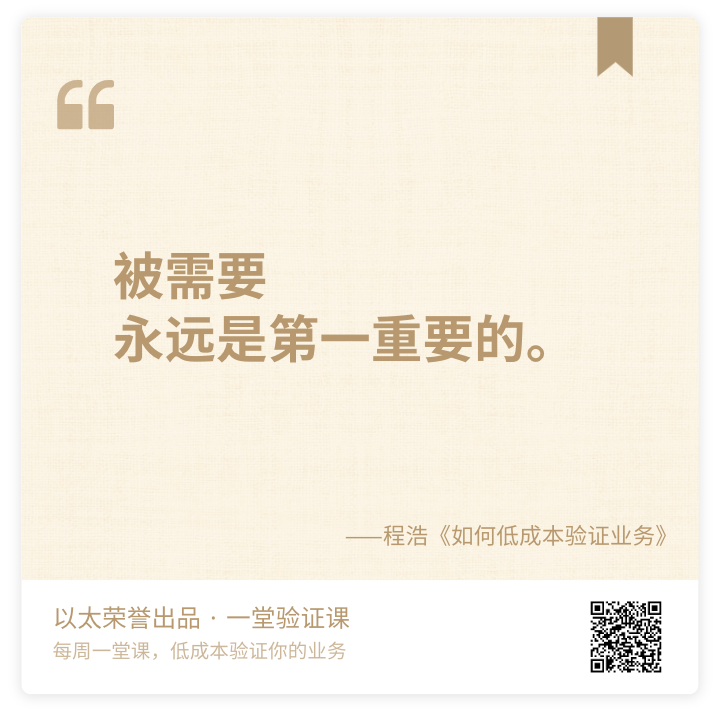 被需要
永远是第一重要的。
——程浩《如何低成本验证业务》
以太荣誉出品 · 一堂验证课
每周一堂课，低成本验证你的业务